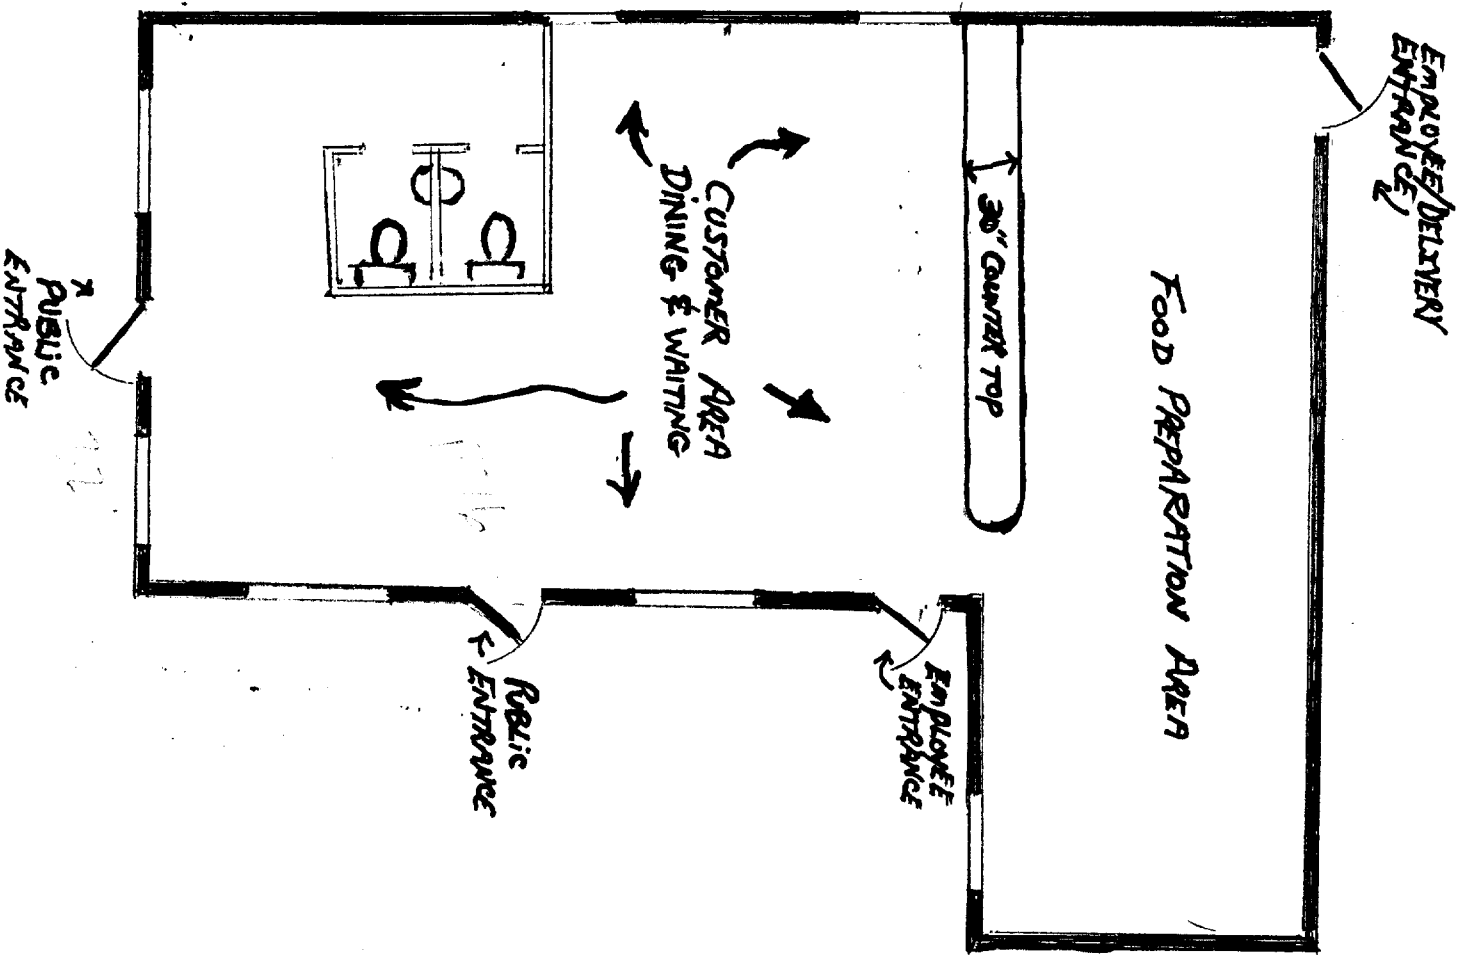 EMPLOYEE/DELIVERY
ENTRANCE
FOOD PREPARATION AREA
30" COUNTER TOP
CUSTOMER AREA
DINING & WAITING
EMPLOYEE
ENTRANCE
PUBLIC
ENTRANCE
PUBLIC
ENTRANCE